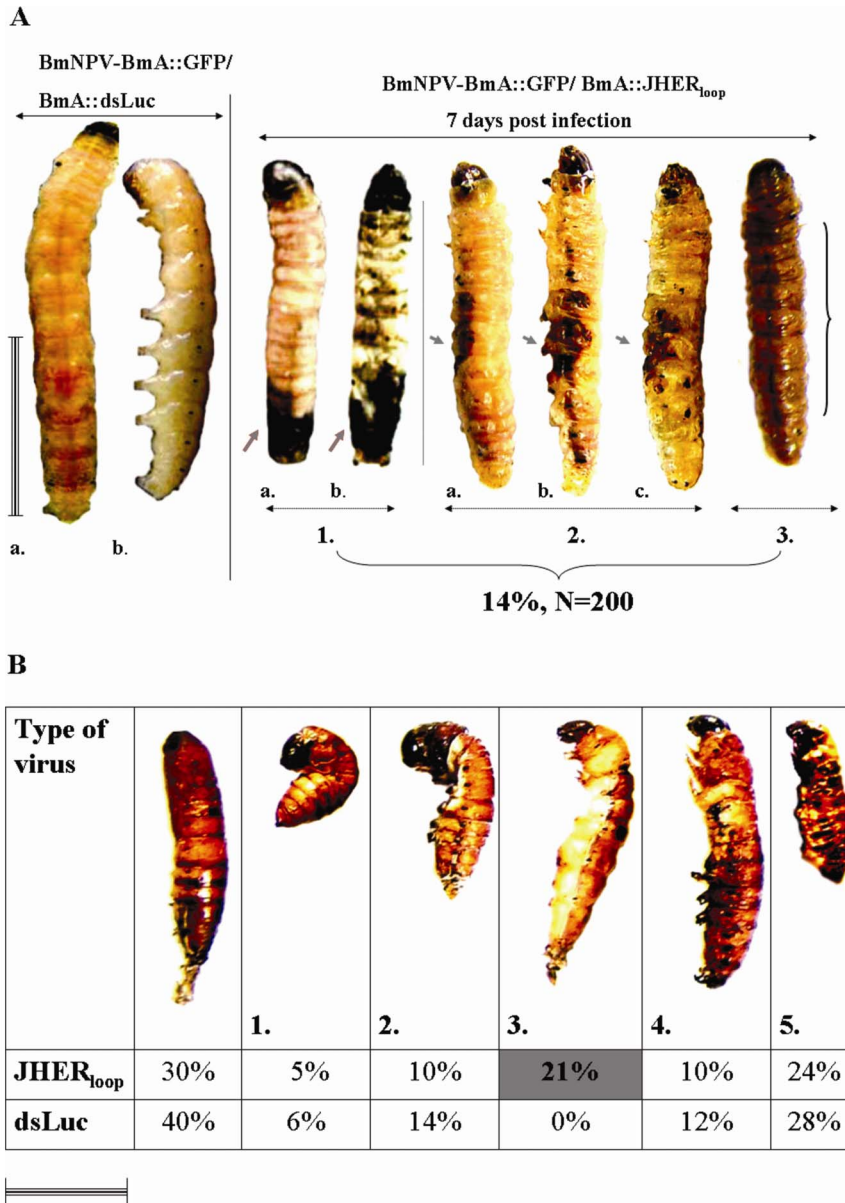 A
BmNPV-BmA::GFP/
BmA::dsLuc
BmNPV-BmA::GFP/ BmA::JHERloop
7 days post infection
a.
b.
a.
b.
a.
b.
c.
1.
2.
3.
14%, N=200
B
Type of
virus
1.
2.
3.
4.
5.
JHERloop 30% 5% 10% 21% 10% 24%
dsLuc 40% 6% 14% 0% 12% 28%